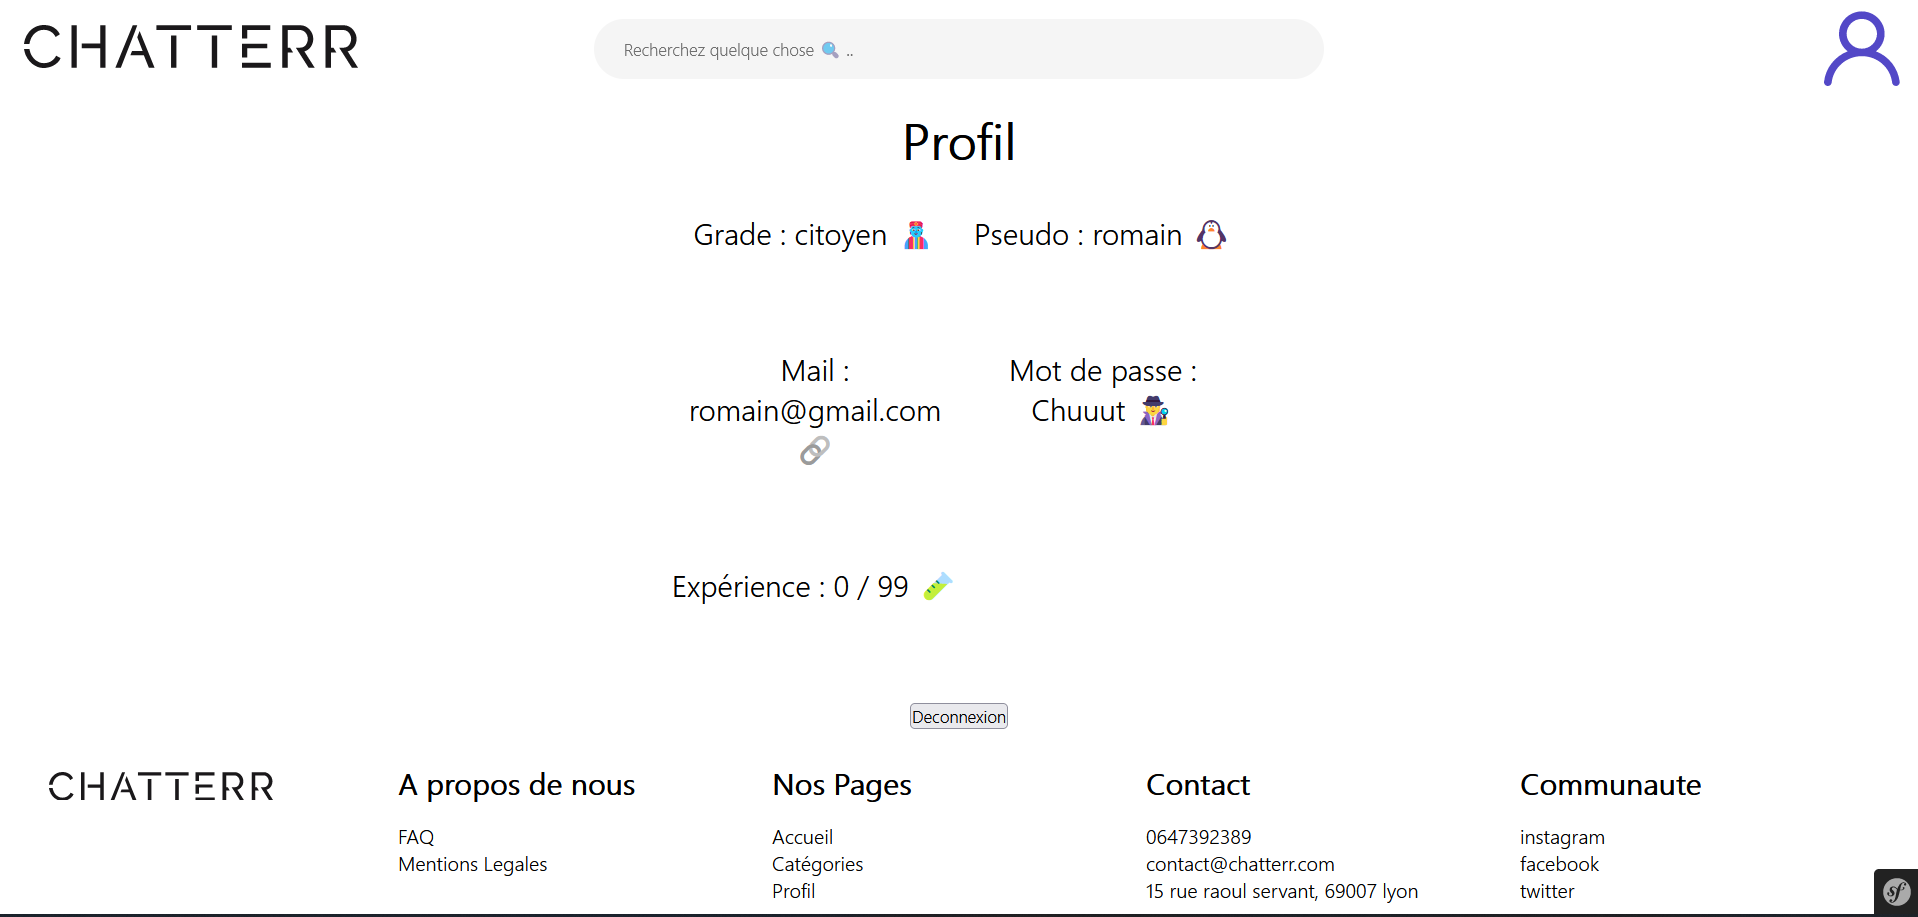 CHATTERR
Recherchez quelque chose 🔍 ..
Profil
Grade : citoyen
Pseudo : romain
Mail :
romain@gmail.com
Mot de passe :
Chuuut
Expérience : 0 / 99
Deconnexion
CHATTERR
A propos de nous
FAQ
Mentions Legales
Nos Pages
Accueil
Catégories
Profil
Contact
0647392389
contact@chatterr.com
15 rue raoul servant, 69007 lyon
Communaute
instagram
facebook
twitter
sf